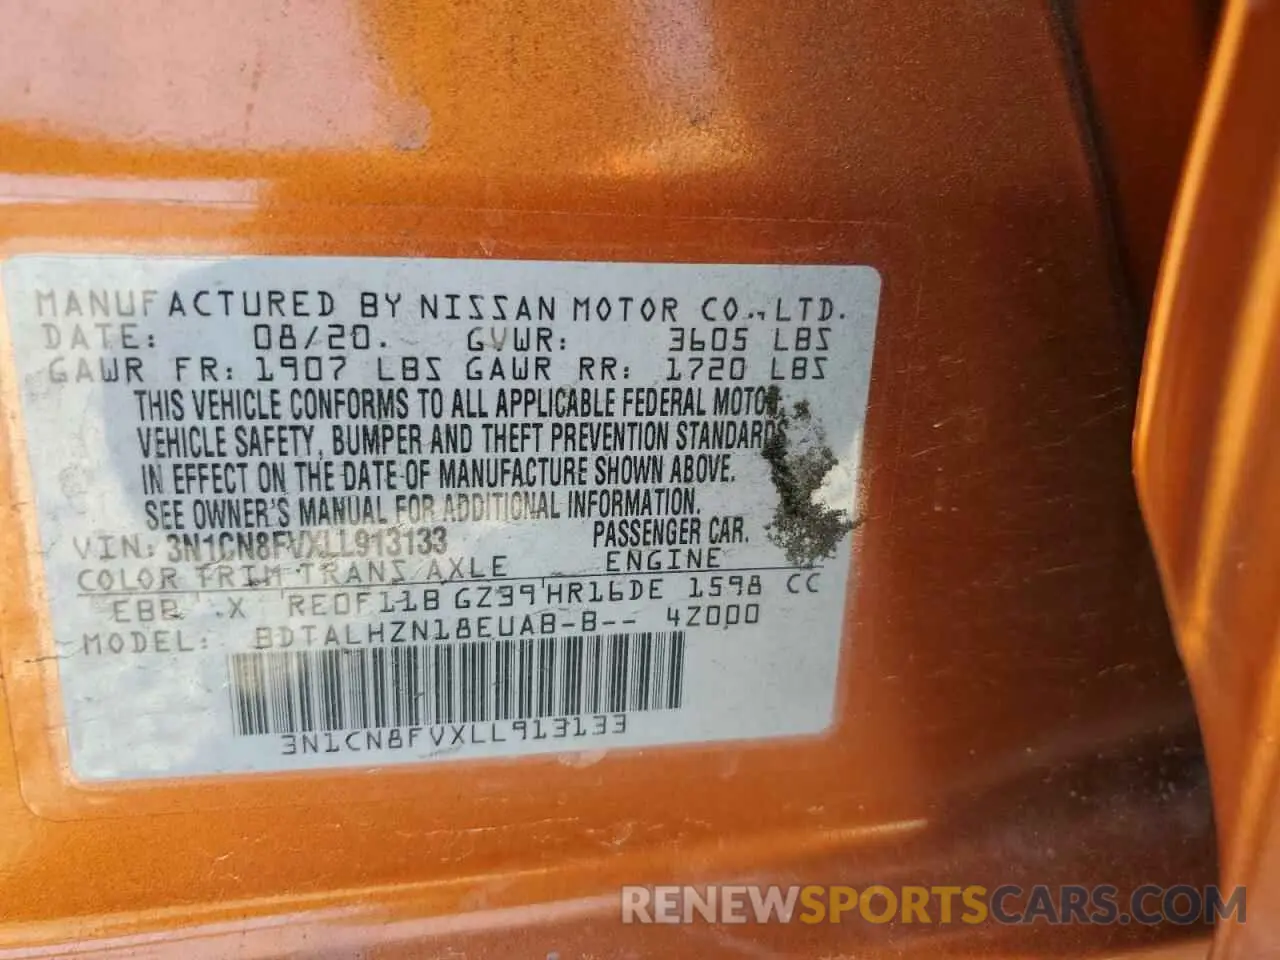 MANUFACTURED BY NISSAN MOTOR CO., LTD.
DATE: 08/20. GVWR: 3605 LBS
GAWR FR: 1907 LBS GAWR RR: 1720 LBS
THIS VEHICLE CONFORMS TO ALL APPLICABLE FEDERAL MOTOR
VEHICLE SAFETY, BUMPER AND THEFT PREVENTION STANDARDS
IN EFFECT ON THE DATE OF MANUFACTURE SHOWN ABOVE.
SEE OWNER'S MANUAL FOR ADDITIONAL INFORMATION.
VIN: 3N1CN8FVXLL913133 PASSENGER CAR.
COLOR TRIM TRANS AXLE ENGINE
EBB X RE0F11B GZ39 HR16DE 1598 CC
MODEL: BDTALHZN18EUAB-B-- 4Z000
3N1CN8FVXLL913133
RENEWSPORTSCARS.COM